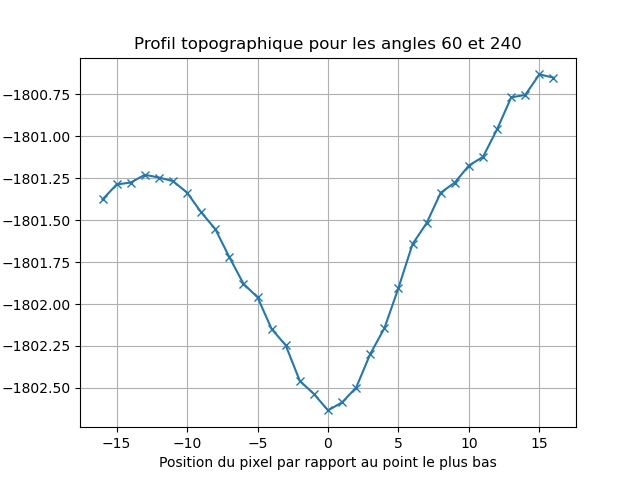 Profil topographique pour les angles 60 et 240
−1800.75
−1801.00
−1801.25
−1801.50
−1801.75
−1802.00
−1802.25
−1802.50
−15 −10 −5 0 5 10 15
Position du pixel par rapport au point le plus bas